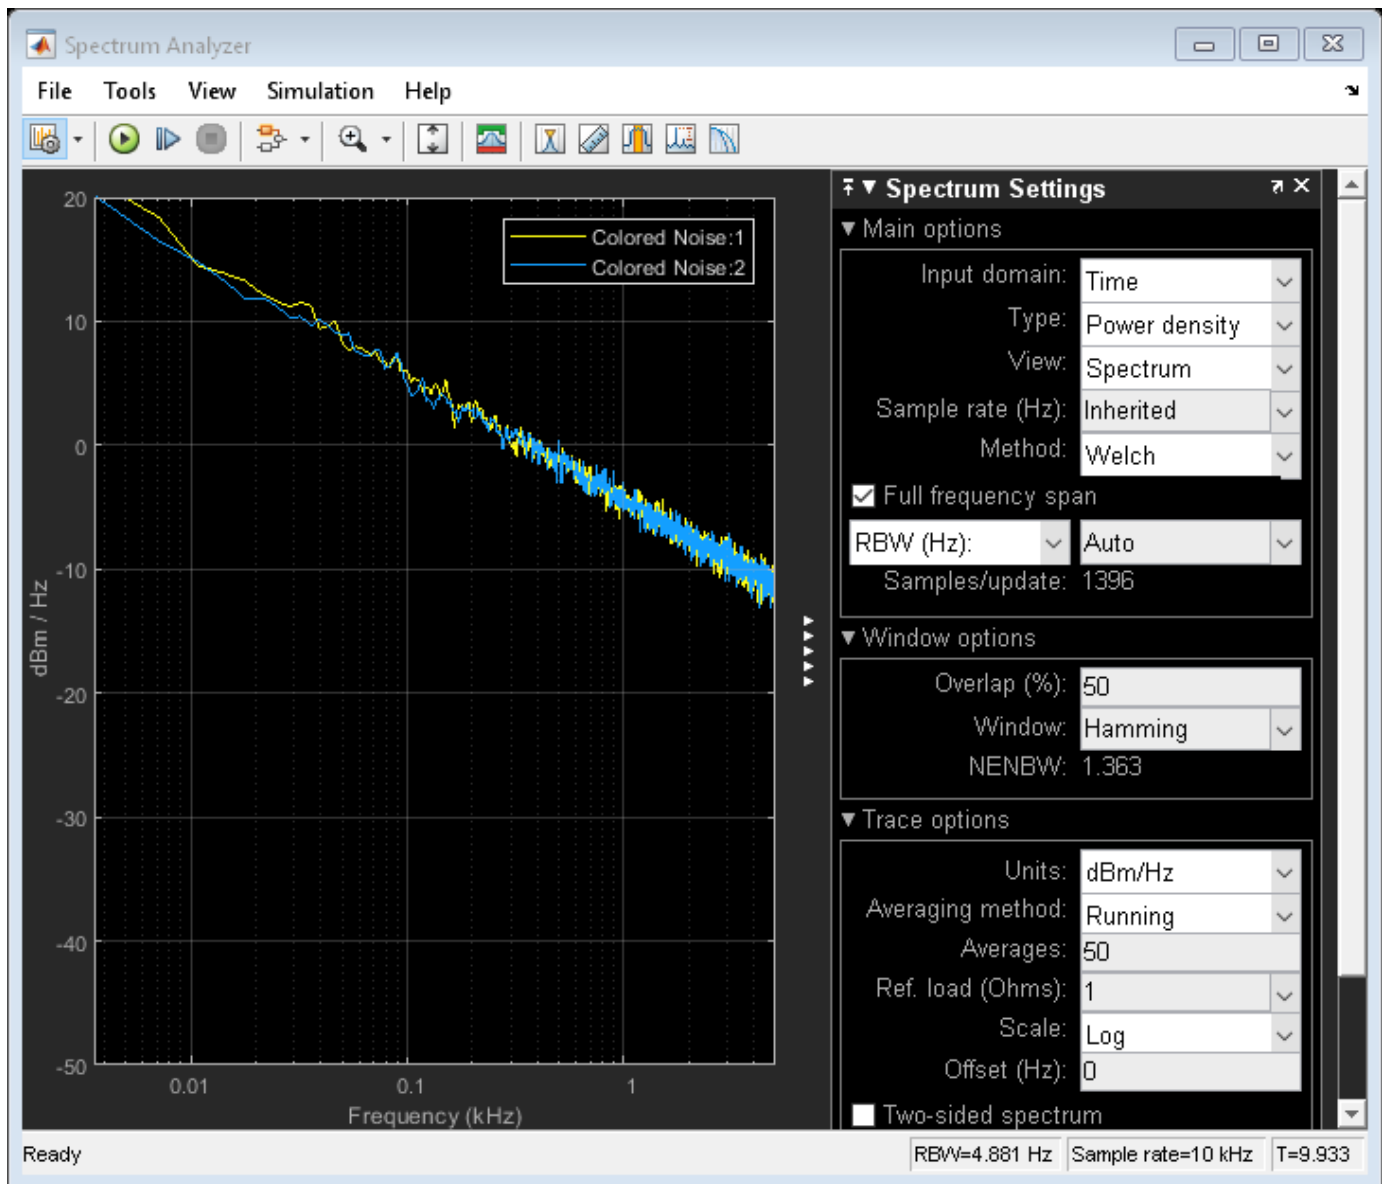 Spectrum Analyzer
File Tools View Simulation Help
20
10
0
-10
-20
-30
-40
-50
dBm / Hz
Colored Noise:1
Colored Noise:2
0.01 0.1 1
Frequency (kHz)
Spectrum Settings
Main options
Input domain: Time
Type: Power density
View: Spectrum
Sample rate (Hz): Inherited
Method: Welch
Full frequency span
RBW (Hz): Auto
Samples/update: 1396
Window options
Overlap (%): 50
Window: Hamming
NENBW: 1.363
Trace options
Units: dBm/Hz
Averaging method: Running
Averages: 50
Ref. load (Ohms): 1
Scale: Log
Offset (Hz): 0
Two-sided spectrum
Ready RBW=4.881 Hz Sample rate=10 kHz T=9.933